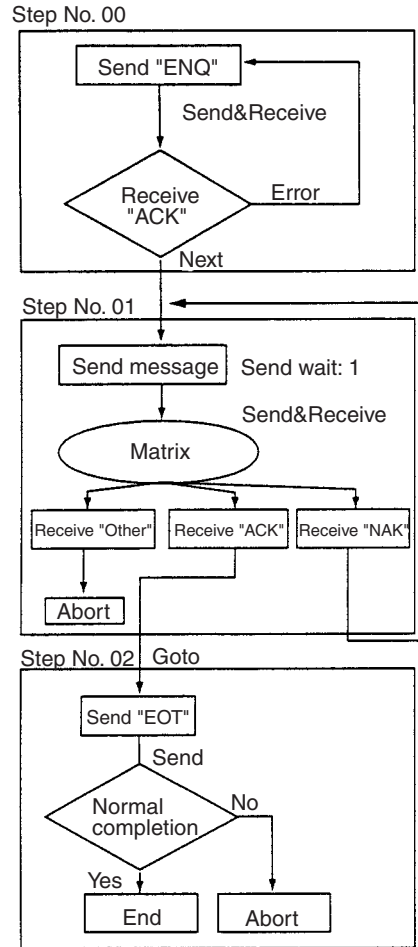 Step No. 00
Send "ENQ"
Send&Receive
Receive
"ACK"
Error
Next
Step No. 01
Send message
Send wait: 1
Send&Receive
Matrix
Receive "Other"
Receive "ACK"
Receive "NAK"
Abort
Step No. 02
Goto
Send "EOT"
Send
Normal
completion
No
Yes
End
Abort